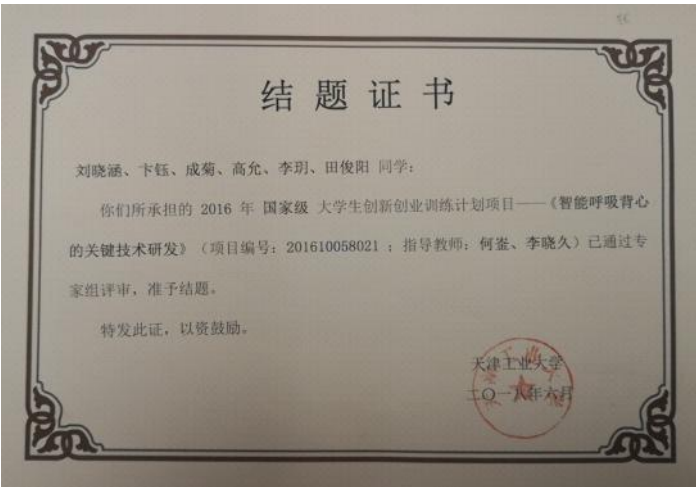 结题证书
刘晓涵、卞钰、成菊、高允、李玥、田俊阳 同学：
你们所承担的 2016 年 国家级 大学生创新创业训练计划项目——《智能呼吸背心
的关键技术研发》（项目编号：201610058021 ；指导教师：何崟、李晓久）已通过专
家组评审，准予结题。
特发此证，以资鼓励。
天津工业大学
二〇一八年六月